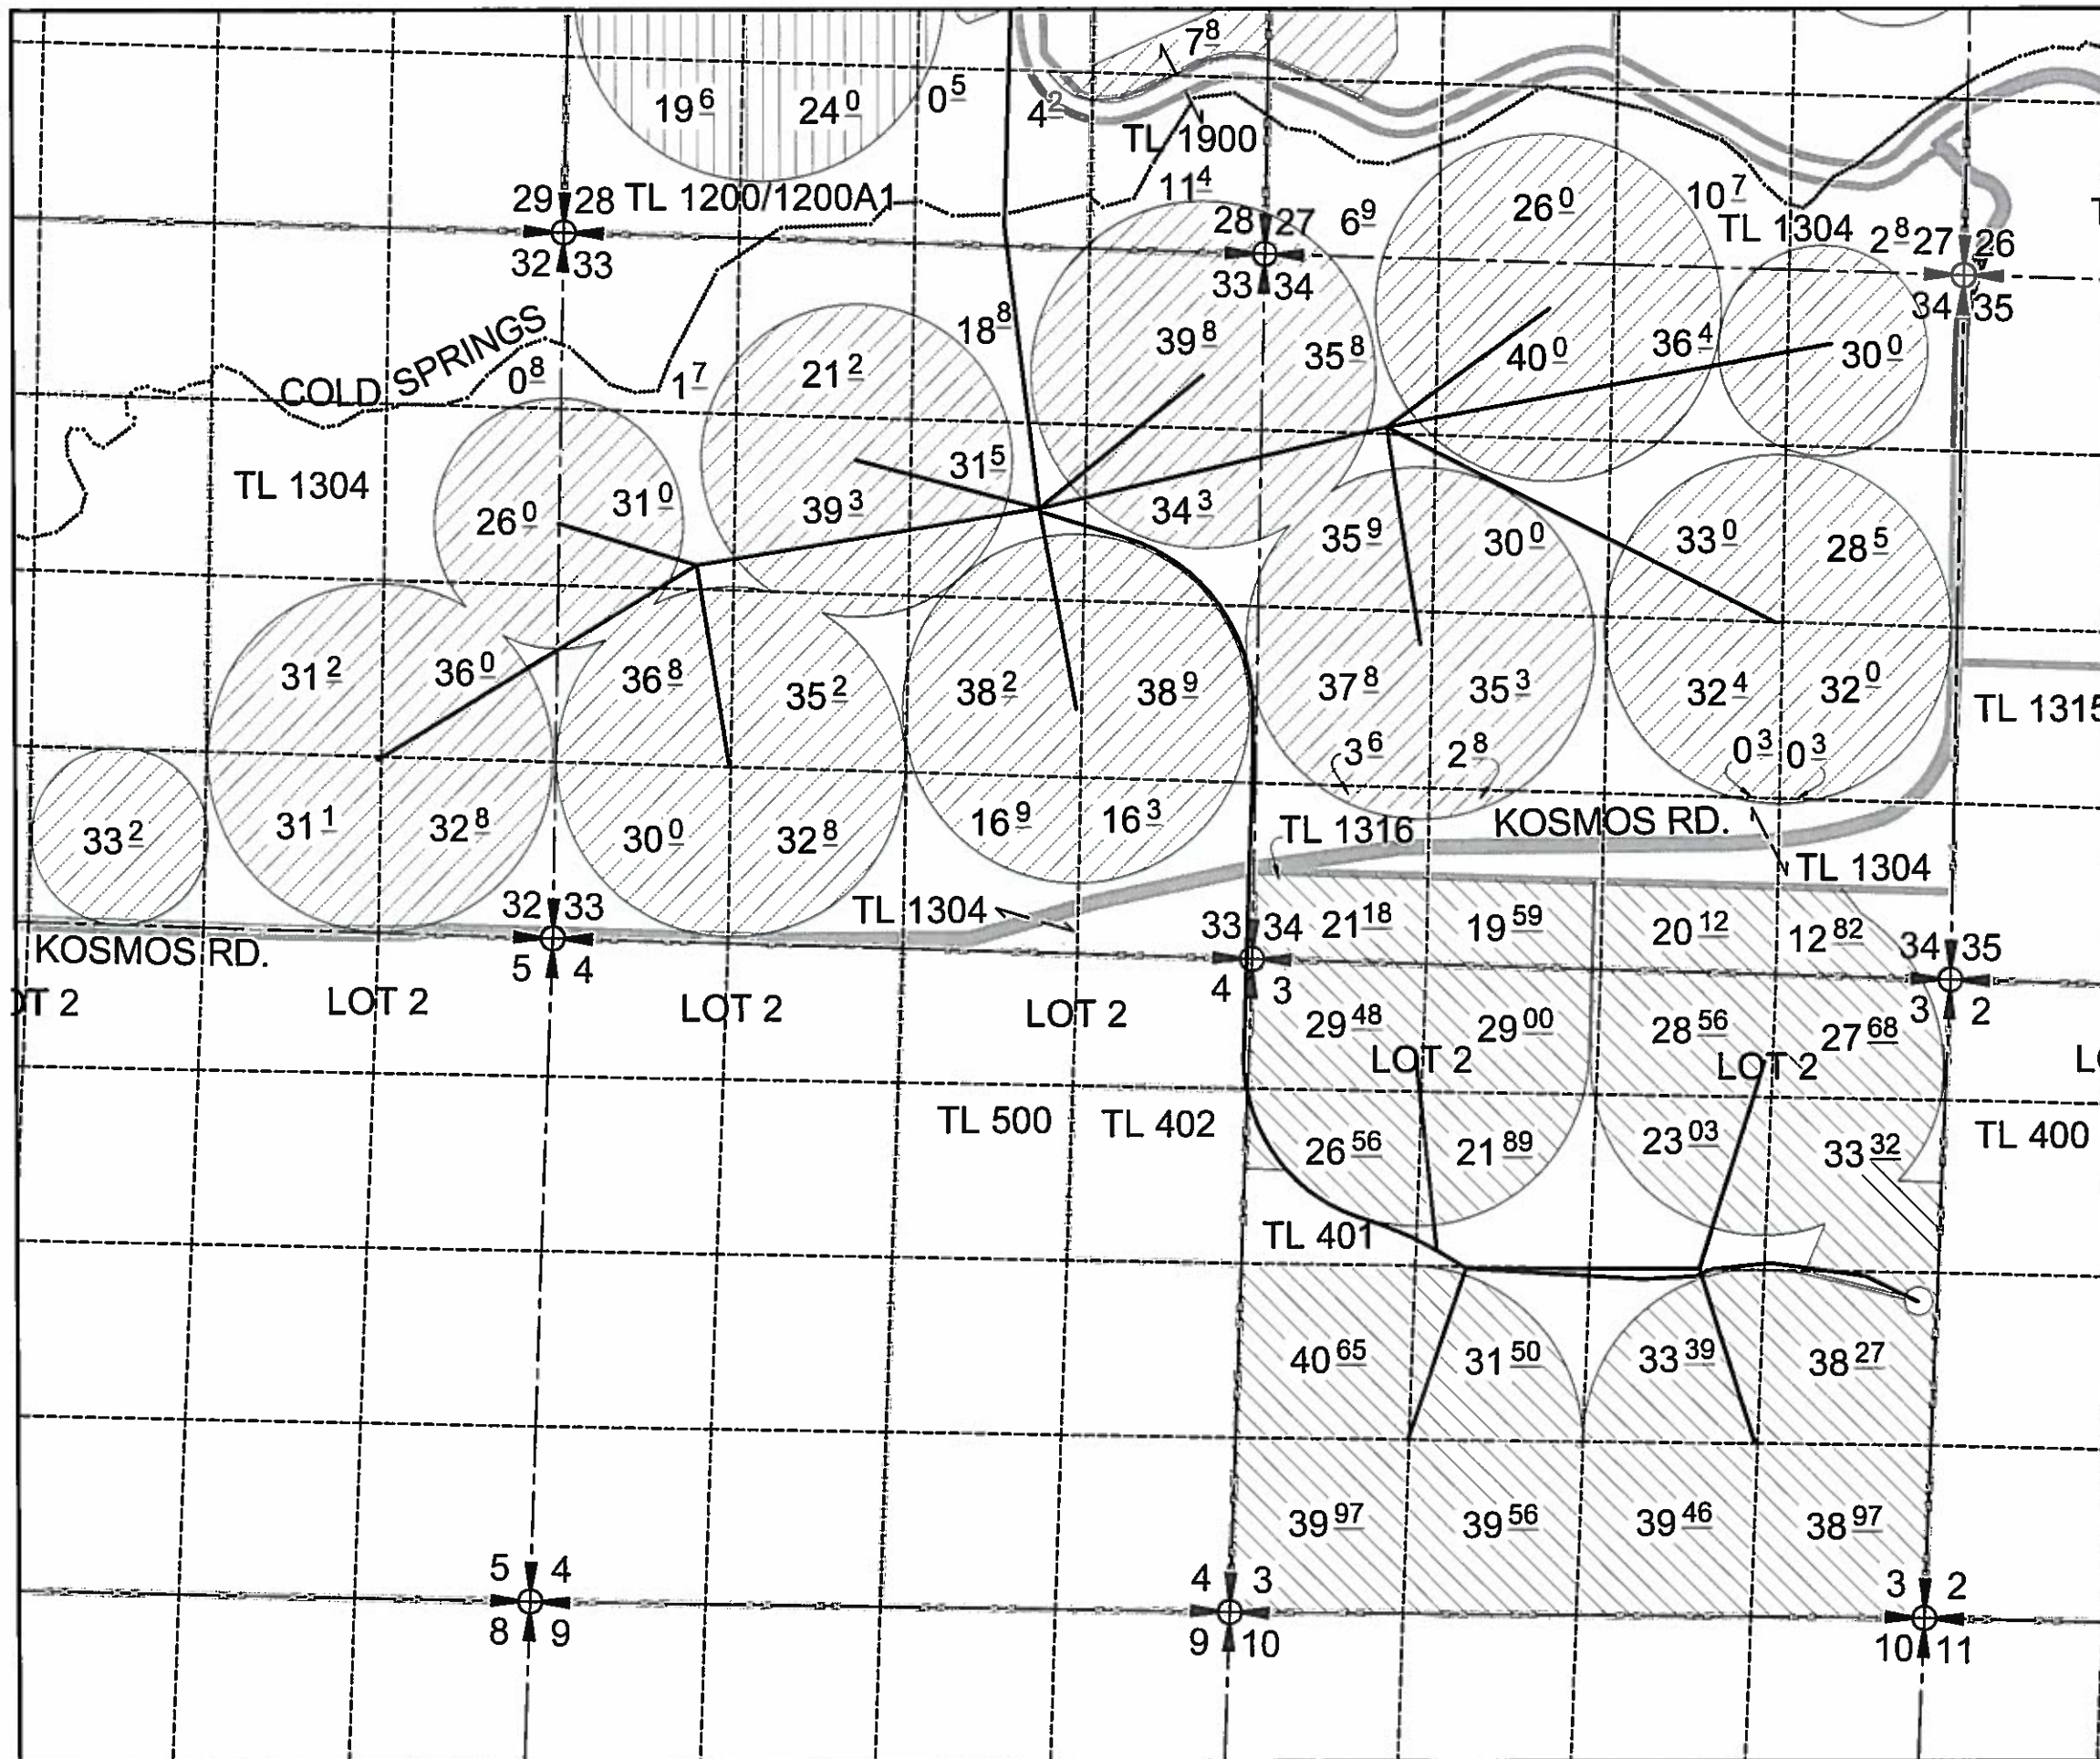 7 8
19 6 24 0 0 5 4 2
TL 1900
29 28 TL 1200/1200A1 11 4 26 0 10 7
28 27 6 9 TL 1304 2 8 27 26
32 33 33 34 34 35
COLD SPRINGS
0 8 1 7 21 2 18 8 39 8 35 8 40 0 36 4 30 0
TL 1304 26 0 31 0 39 3 31 5 34 3
35 9 30 0 33 0 28 5
31 2 36 0 36 8 35 2 38 2 38 9 37 8 35 3 32 4 32 0
TL 1315
3 6 2 8 0 3 0 3
33 2 31 1 32 8 30 0 32 8 16 9 16 3
TL 1316 KOSMOS RD.
TL 1304
32 33 TL 1304 33 34 21 18 19 59 20 12 12 82 34 35
KOSMOS RD. 5 4 4 3 3 2
OT 2 LOT 2 LOT 2 LOT 2 29 48 29 00 28 56 27 68
LOT 2 LOT 2
TL 500 TL 402 26 56 21 89 23 03 33 32 TL 400
TL 401
40 65 31 50 33 39 38 27
39 97 39 56 39 46 38 97
5 4 4 3 3 2
8 9 9 10 10 11